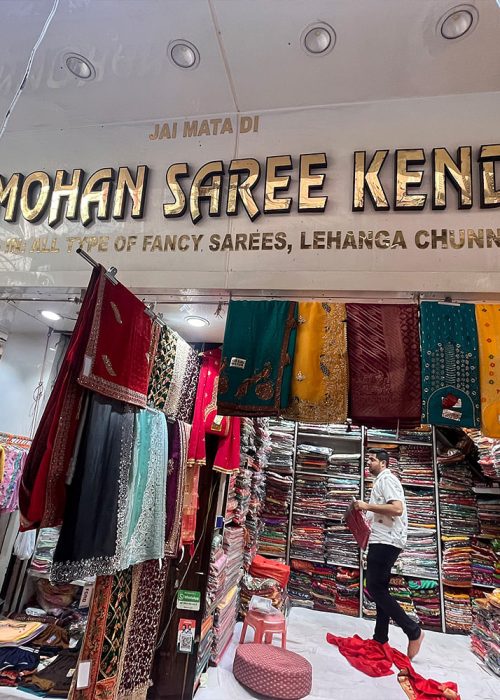 JAI MATA DI
MOHAN SAREE KEND
IN: ALL TYPE OF FANCY SAREES, LEHANGA CHUNN